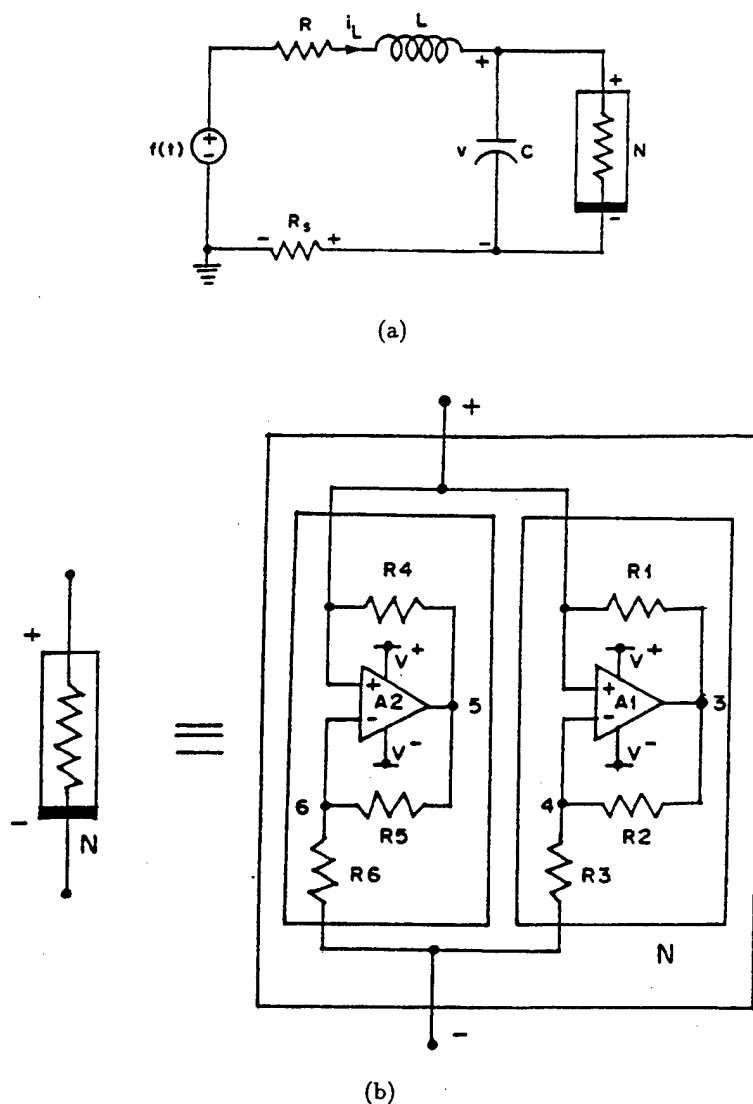 R i_L L
+ +
f(t) + - v C N
R_s
- + - -
(a)
+
R4 R1
V+ V+
+ + A2 5 + A1 3
- -
V- V-
6 R5 4 R2
- N R6 R3
N
-
(b)